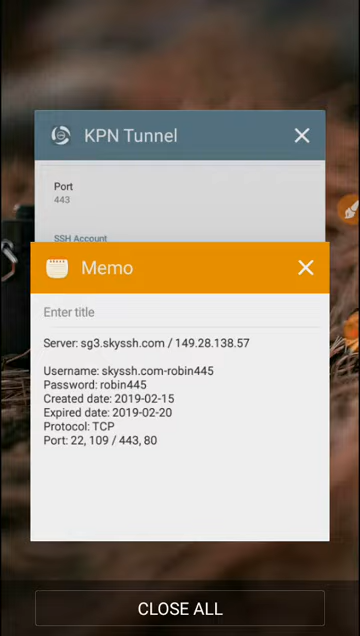 KPN Tunnel
Port
443
SSH Account
Memo
Enter title
Server: sg3.skyssh.com / 149.28.138.57
Username: skyssh.com-robin445
Password: robin445
Created date: 2019-02-15
Expired date: 2019-02-20
Protocol: TCP
Port: 22, 109 / 443, 80
CLOSE ALL